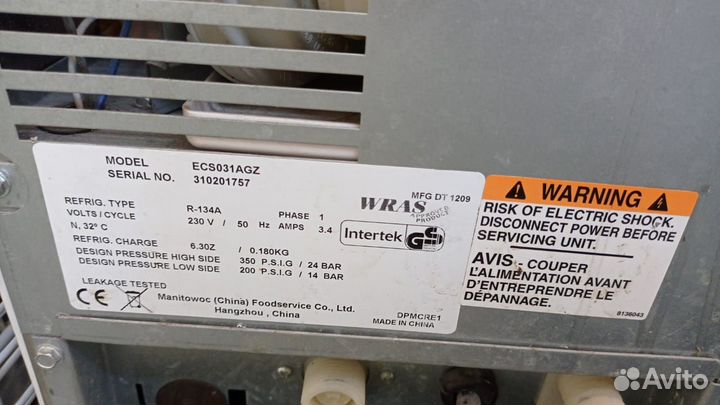 MODEL ECS031AGZ
SERIAL NO. 310201757
MFG DT 1209
WRAS
APPROVED PRODUCT
REFRIG. TYPE R-134A PHASE 1
VOLTS/CYCLE 230 V / 50 Hz AMPS 3.4
N, 32° C
Intertek GS
REFRIG. CHARGE 6.30Z / 0.180KG
DESIGN PRESSURE HIGH SIDE 350 P.S.I.G / 24 BAR
DESIGN PRESSURE LOW SIDE 200 P.S.I.G / 14 BAR
LEAKAGE TESTED
CE
Manitowoc (China) Foodservice Co., Ltd.
Hangzhou , China
DPMCRE1
MADE IN CHINA
WARNING
RISK OF ELECTRIC SHOCK.
DISCONNECT POWER BEFORE
SERVICING UNIT.
AVIS - COUPER
L'ALIMENTATION AVANT
D'ENTREPRENDRE LE
DÉPANNAGE.
8136043
Avito